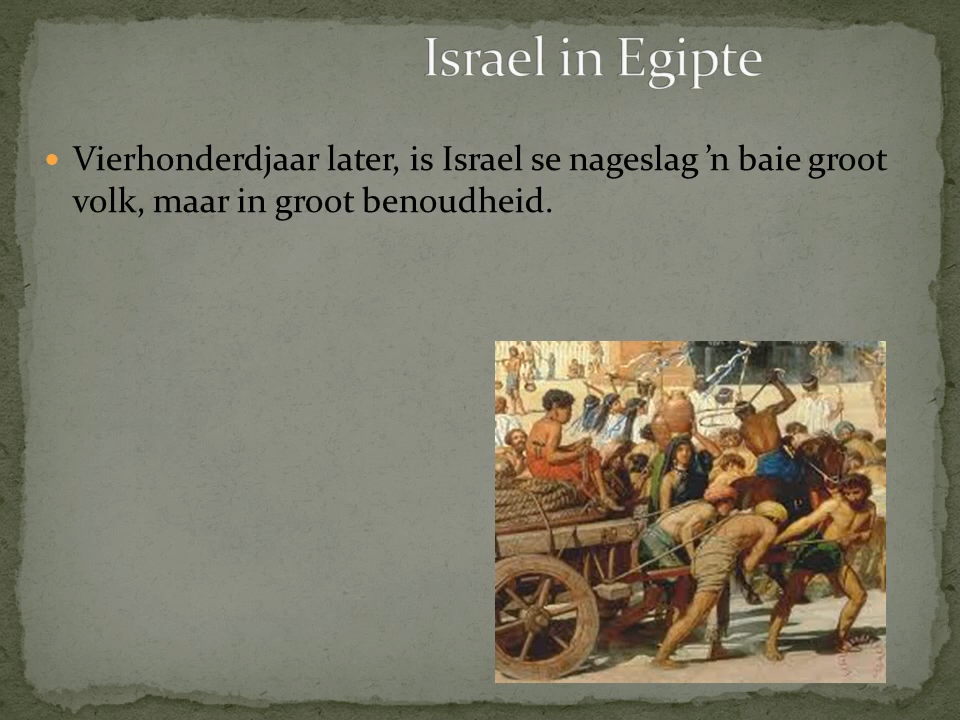 Israel in Egipte
Vierhonderdjaar later, is Israel se nageslag ’n baie groot
volk, maar in groot benoudheid.